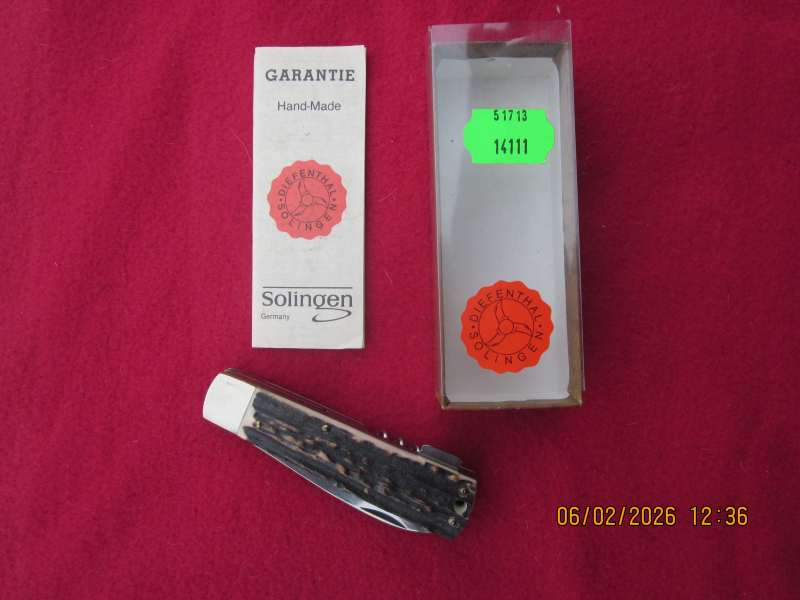 GARANTIE
Hand-Made
DIEFENTHAL
SOLINGEN
Solingen
Germany
51713
14111
DIEFENTHAL
SOLINGEN
06/02/2026 12:36